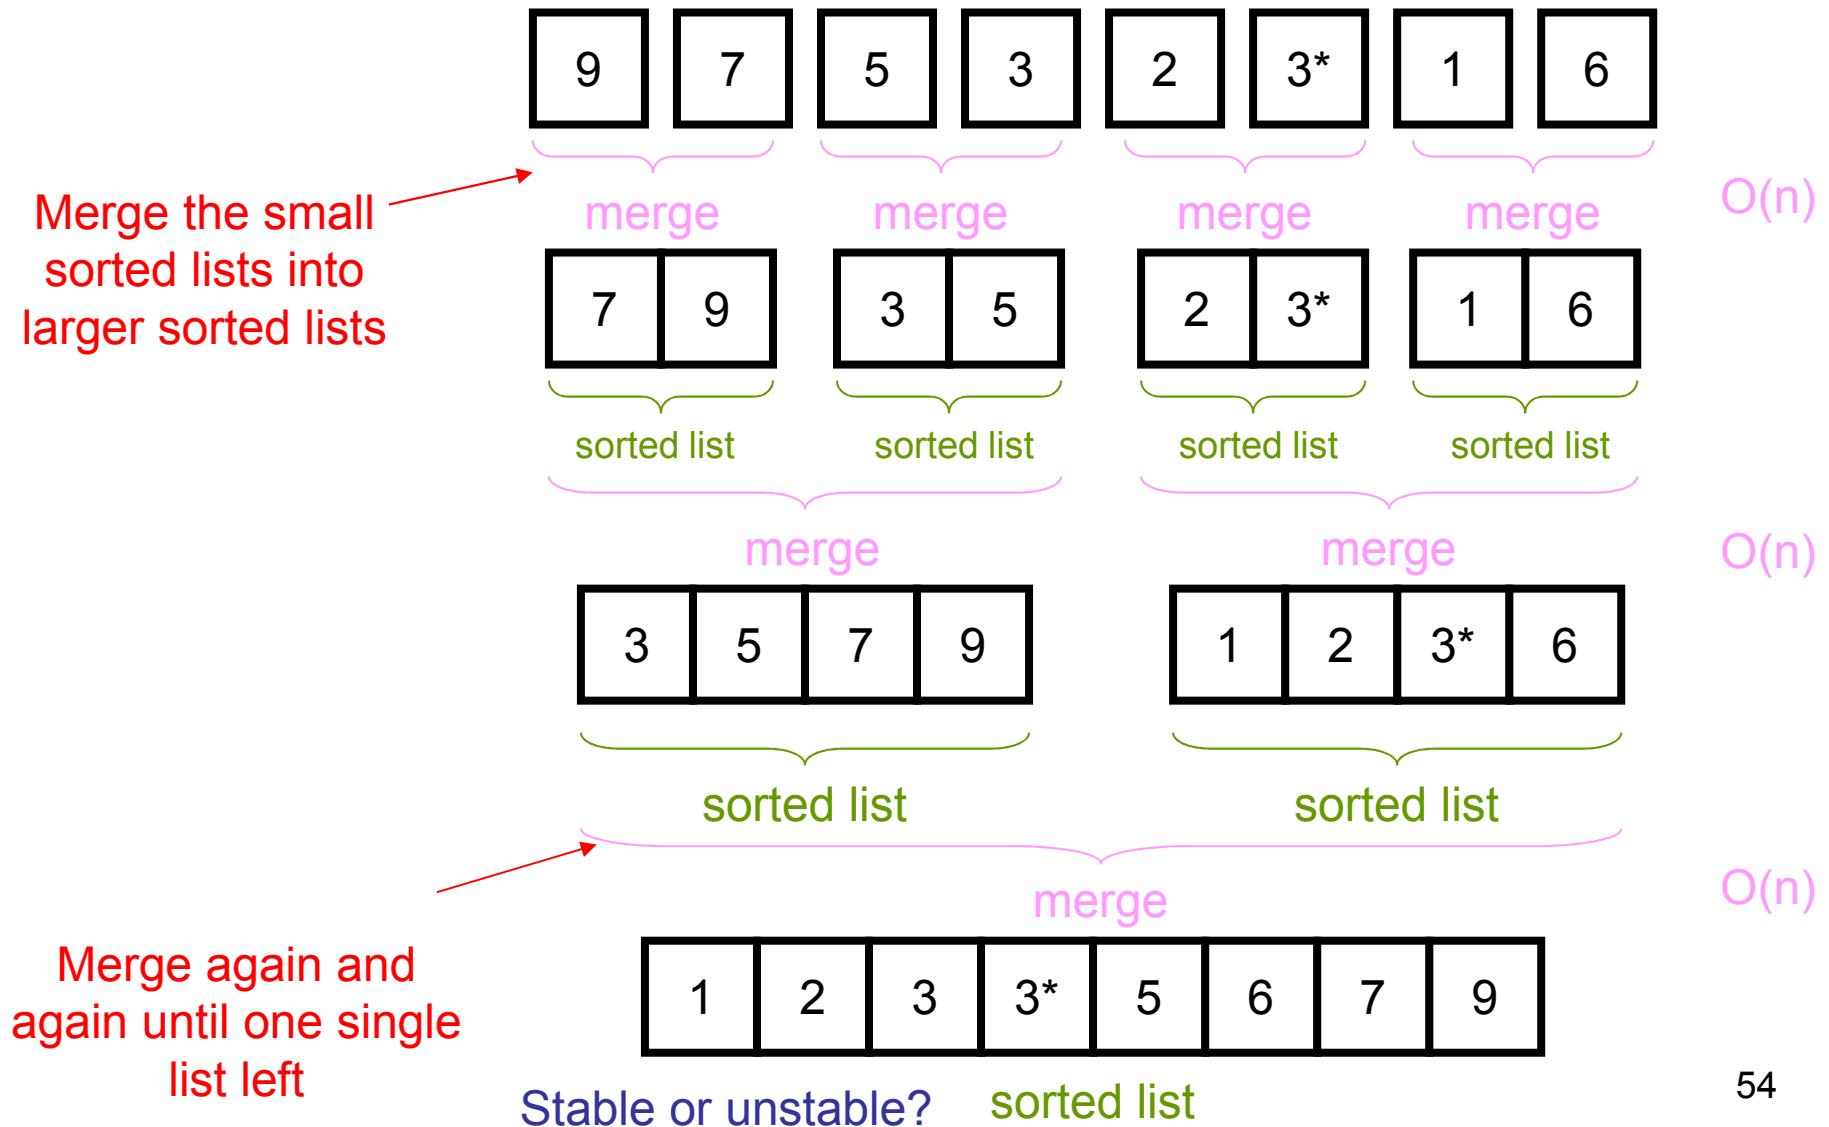 9 7 5 3 2 3* 1 6
Merge the small
sorted lists into
larger sorted lists
merge merge merge merge O(n)
7 9 3 5 2 3* 1 6
sorted list sorted list sorted list sorted list
merge merge O(n)
3 5 7 9 1 2 3* 6
sorted list sorted list
merge O(n)
Merge again and
again until one single
list left
1 2 3 3* 5 6 7 9
Stable or unstable? sorted list
54